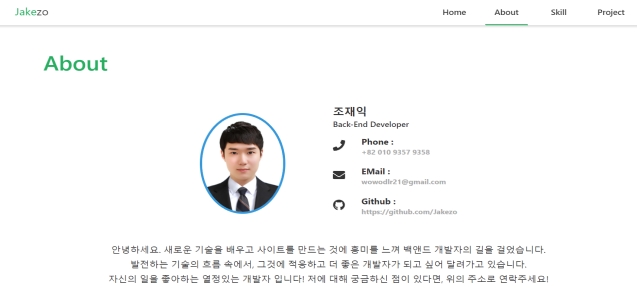 Jakezo
Home About Skill Project
About
조재익
Back-End Developer
Phone :
+82 010 9357 9358
EMail :
wowodlr21@gmail.com
Github :
https://github.com/Jakezo
안녕하세요. 새로운 기술을 배우고 사이트를 만드는 것에 흥미를 느껴 백앤드 개발자의 길을 걸었습니다.
발전하는 기술의 흐름 속에서, 그것에 적응하고 더 좋은 개발자가 되고 싶어 달려가고 있습니다.
자신의 일을 좋아하는 열정있는 개발자 입니다! 저에 대해 궁금하신 점이 있다면, 위의 주소로 연락주세요!